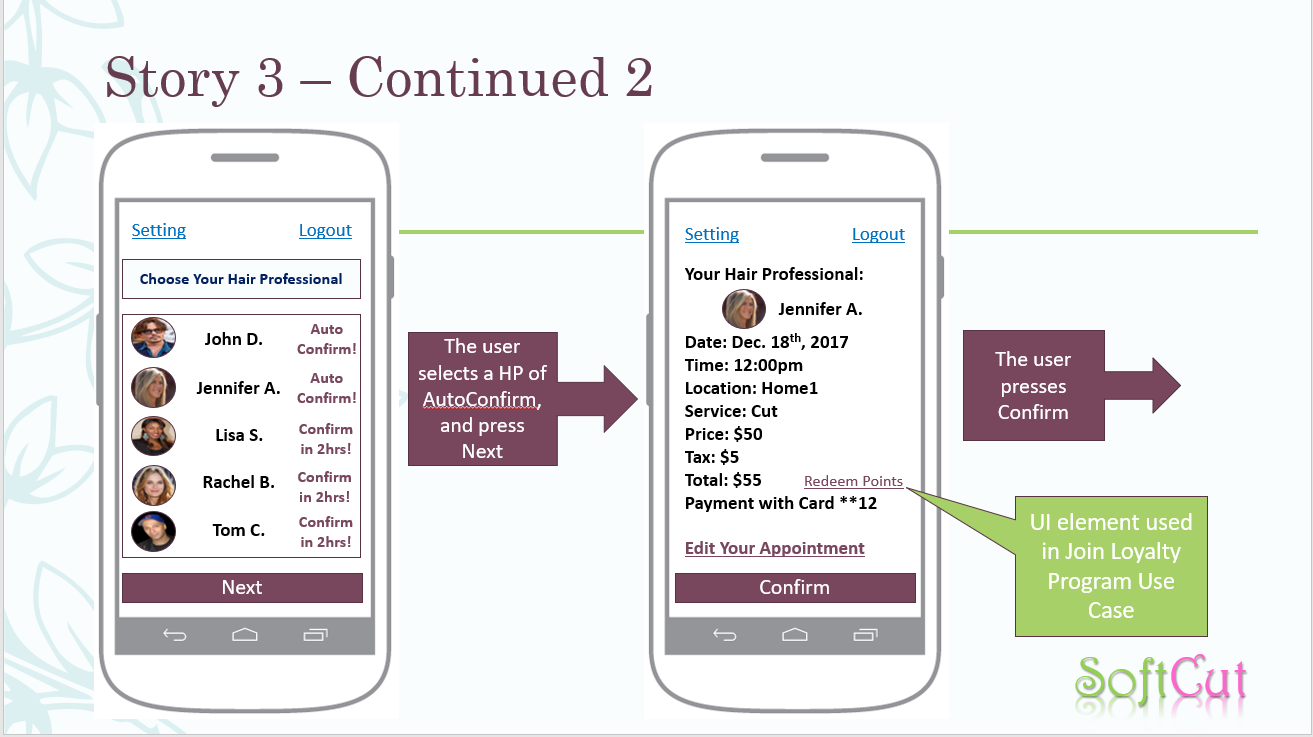 Story 3 – Continued 2
Setting Logout
Choose Your Hair Professional
John D. Auto
Confirm!
Jennifer A. Auto
Confirm!
Lisa S. Confirm
in 2hrs!
Rachel B. Confirm
in 2hrs!
Tom C. Confirm
in 2hrs!
Next
The user
selects a HP of
AutoConfirm,
and press
Next
Setting Logout
Your Hair Professional:
Jennifer A.
Date: Dec. 18th, 2017
Time: 12:00pm
Location: Home1
Service: Cut
Price: $50
Tax: $5
Total: $55 Redeem Points
Payment with Card **12
Edit Your Appointment
Confirm
The user
presses
Confirm
UI element used
in Join Loyalty
Program Use
Case
SoftCut